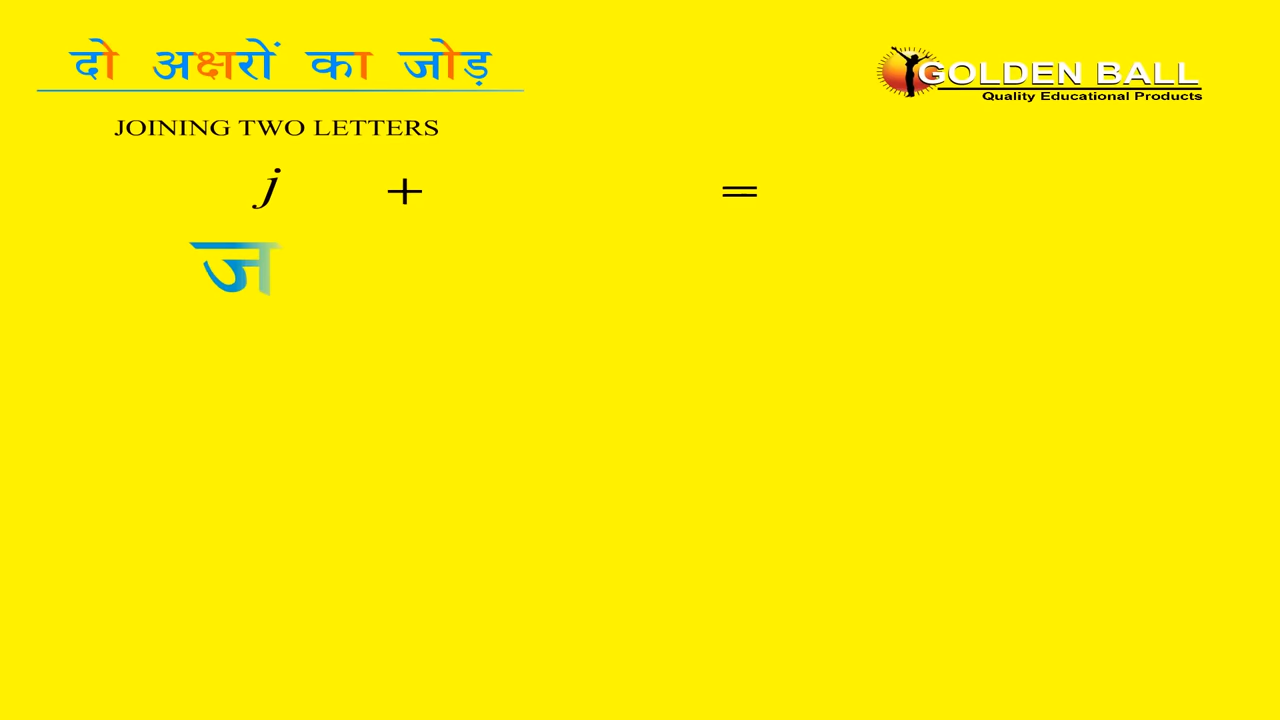 दो अक्षरों का जोड़
GOLDEN BALL
Quality Educational Products
JOINING TWO LETTERS
j + =
ज